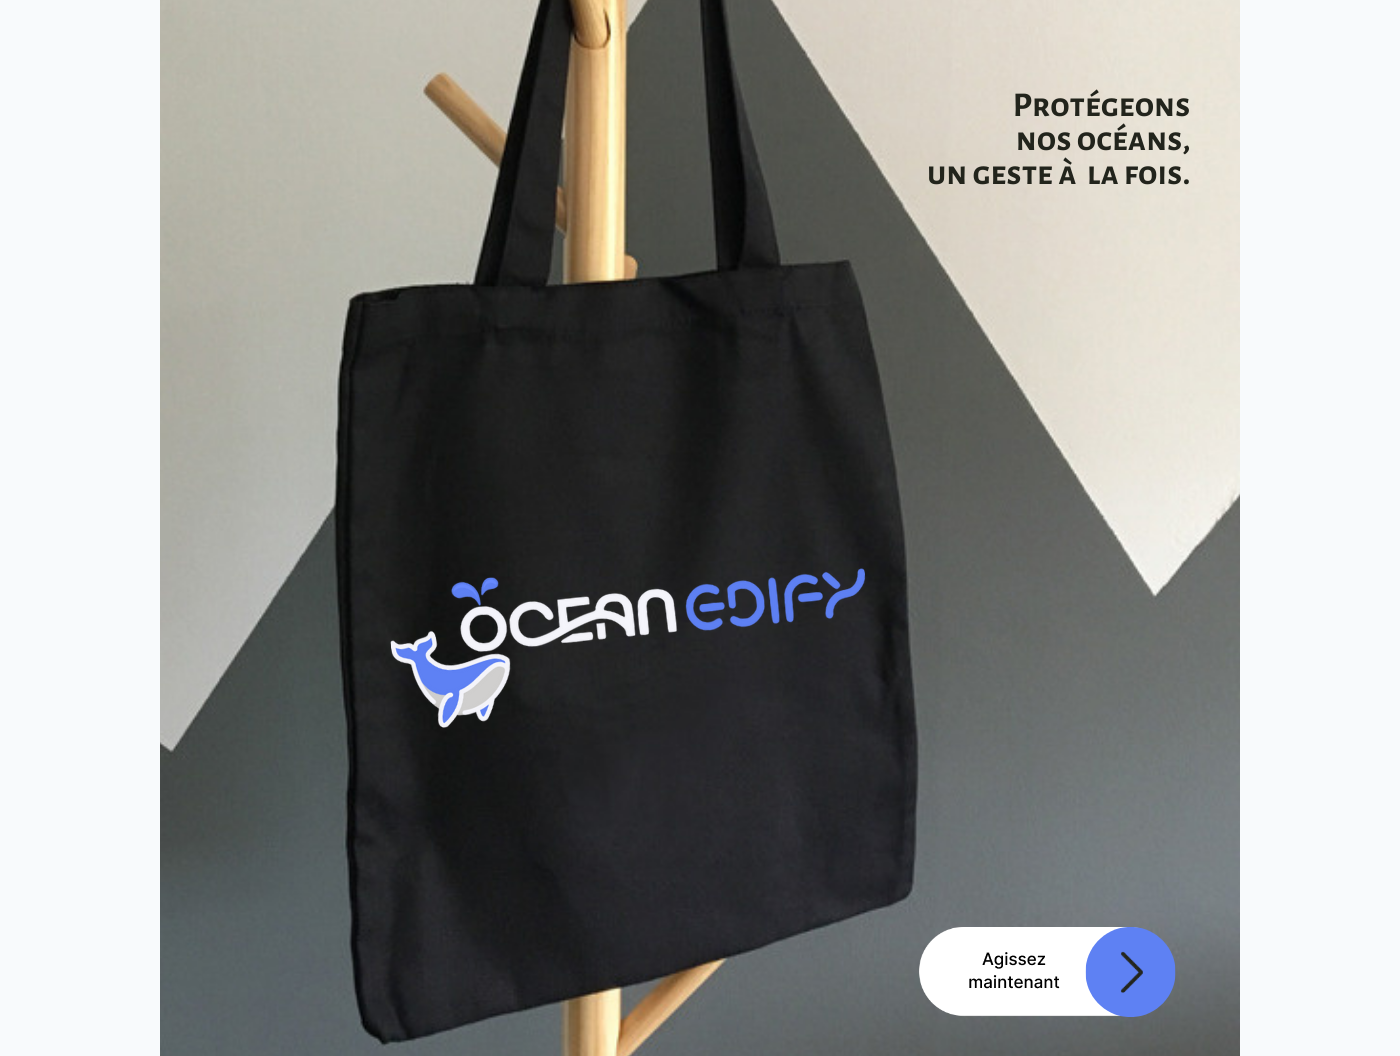 Protégeons
nos océans,
un geste à la fois.
OCEAN EDIFY
Agissez
maintenant